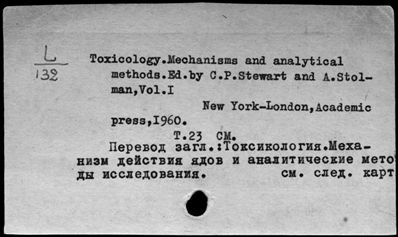 L
132
Toxicology.Mechanisms and analytical
methods.Ed.by C.P.Stewart and A.Stol-
man,Vol.I
New York-London,Academic
press,I960.
Т.23 СМ.
Перевод загл.:Токсикология.Меха-
низм действия ядов и аналитические мето
ды исследования. см. след. карт